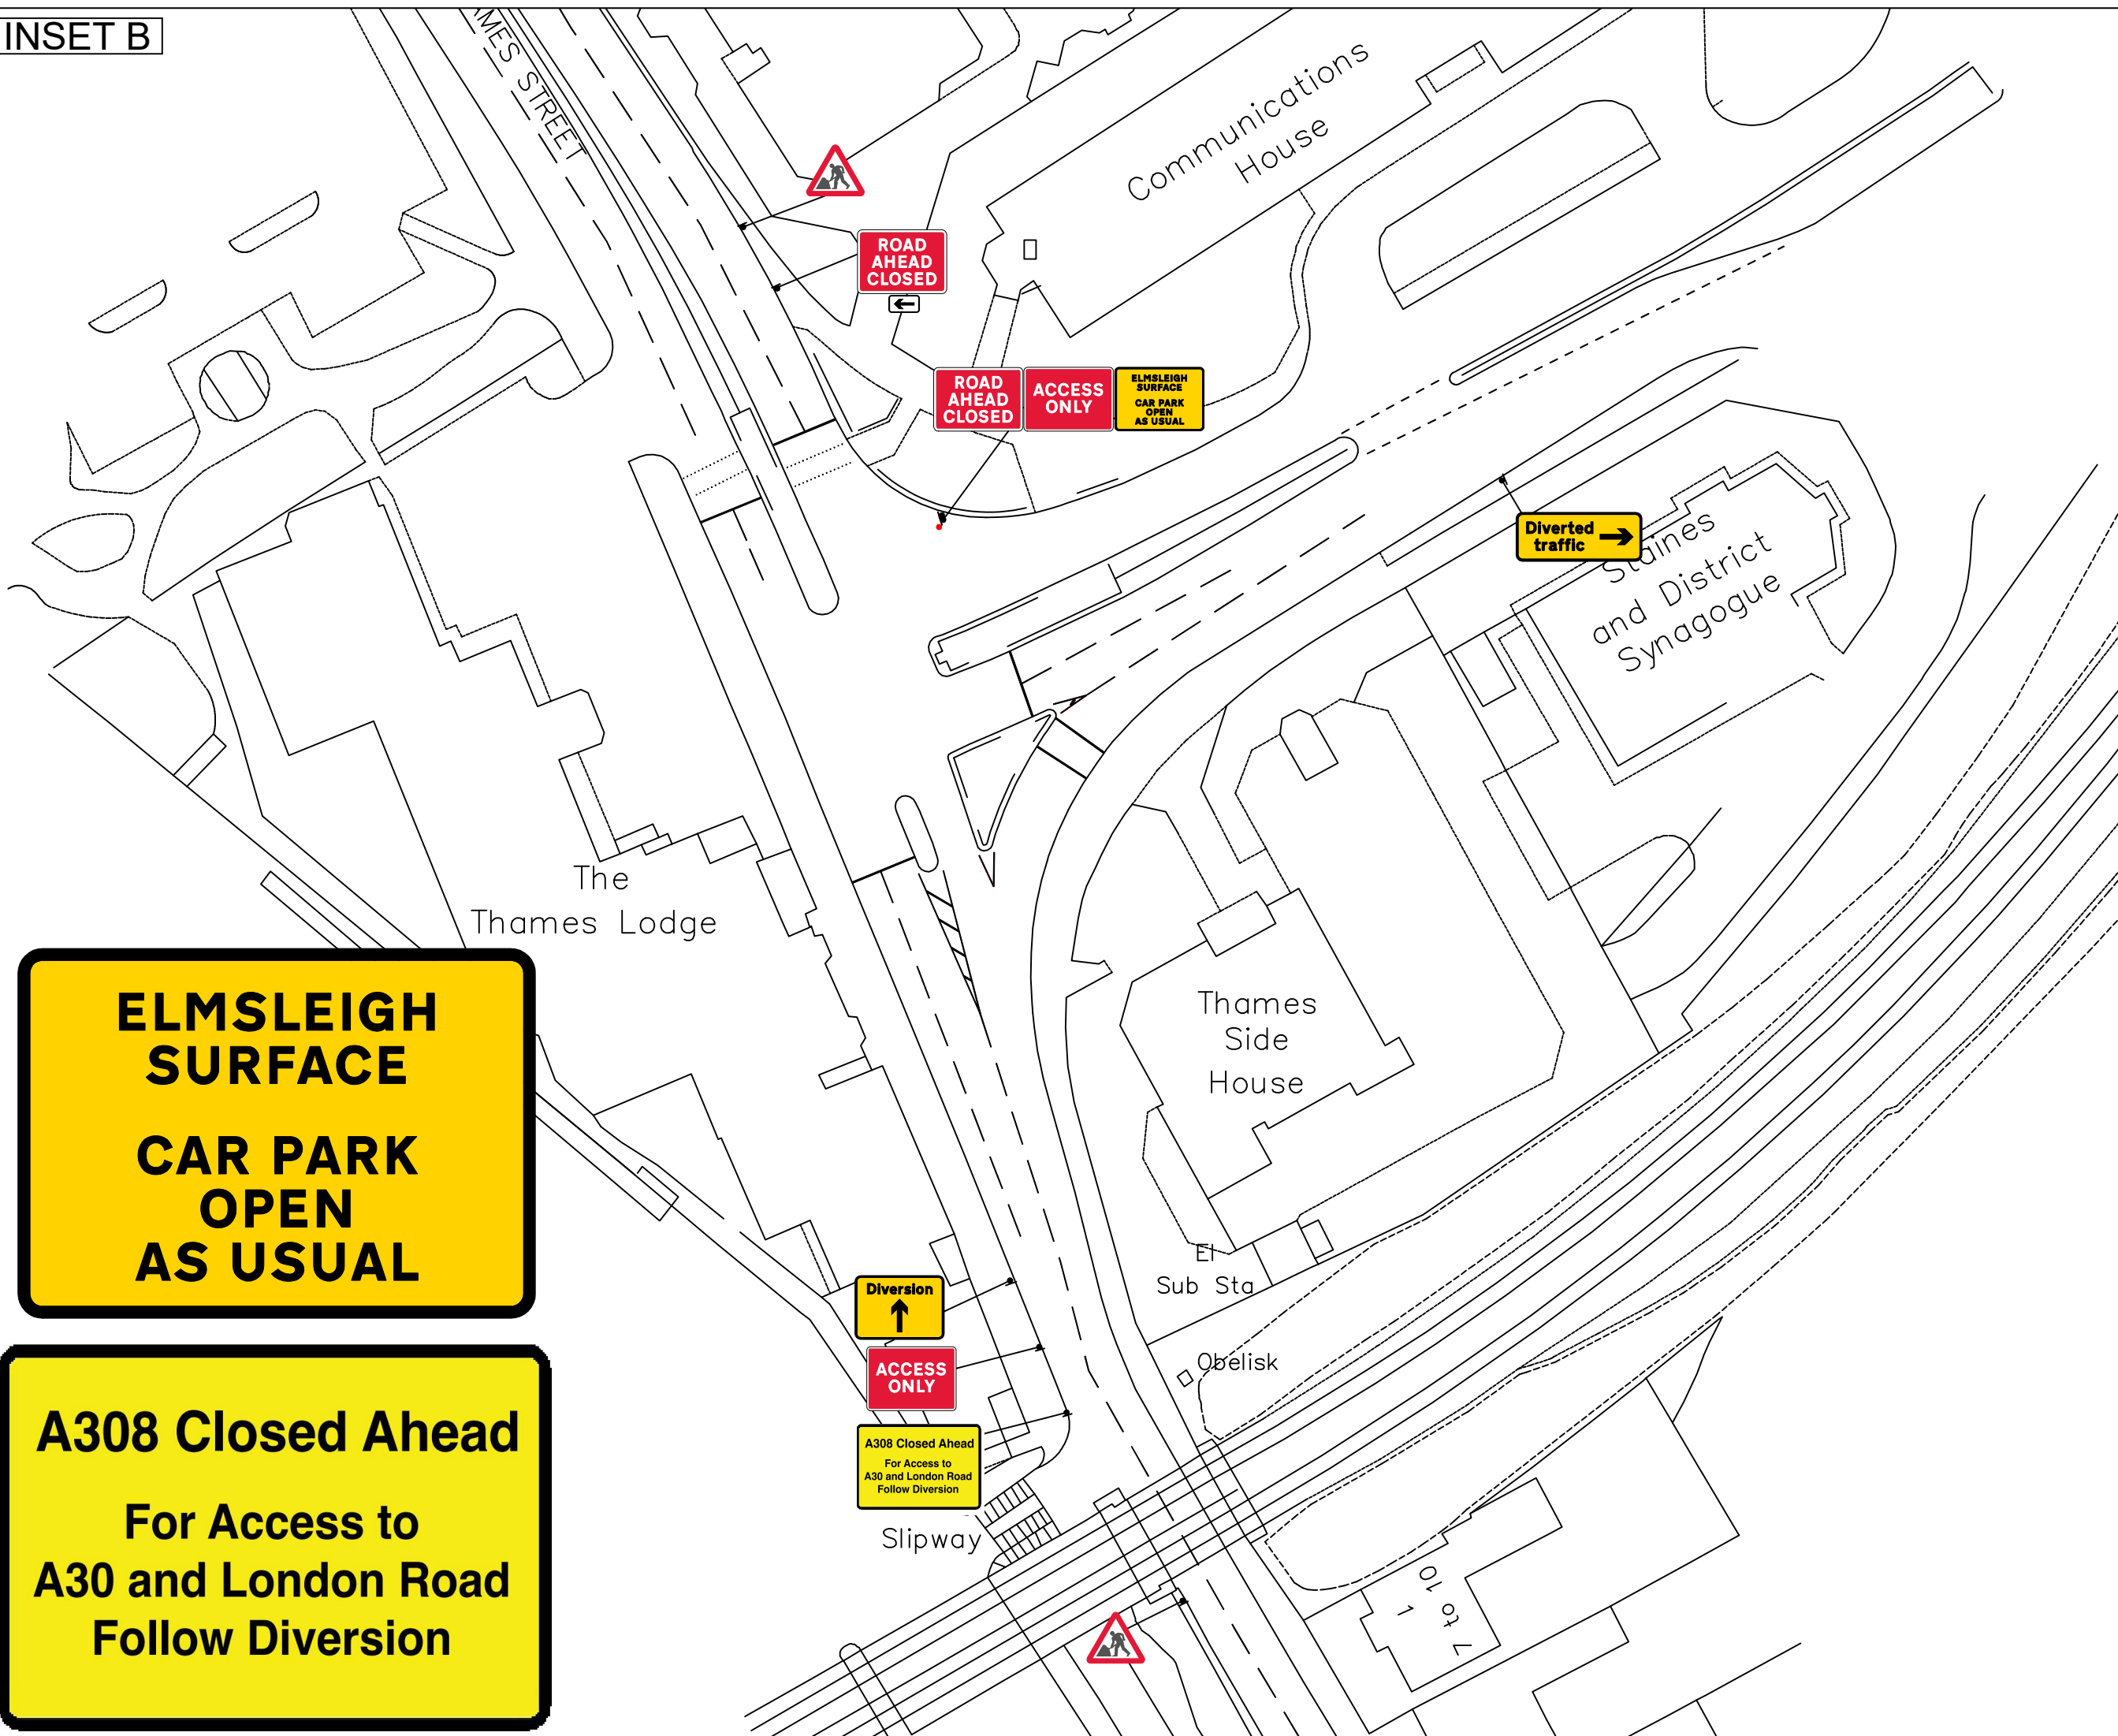 INSET B
AMES STREET
Communications
House
ROAD
AHEAD
CLOSED
ROAD
AHEAD
CLOSED
ACCESS
ONLY
ELMSLEIGH
SURFACE
CAR PARK
OPEN
AS USUAL
Diverted
traffic
Staines
and District
Synagogue
The
Thames Lodge
Thames
Side
House
ELMSLEIGH
SURFACE
CAR PARK
OPEN
AS USUAL
El
Sub Sta
Diversion
Obelisk
ACCESS
ONLY
A308 Closed Ahead
For Access to
A30 and London Road
Follow Diversion
A308 Closed Ahead
For Access to
A30 and London Road
Follow Diversion
Slipway
1
7 to 10